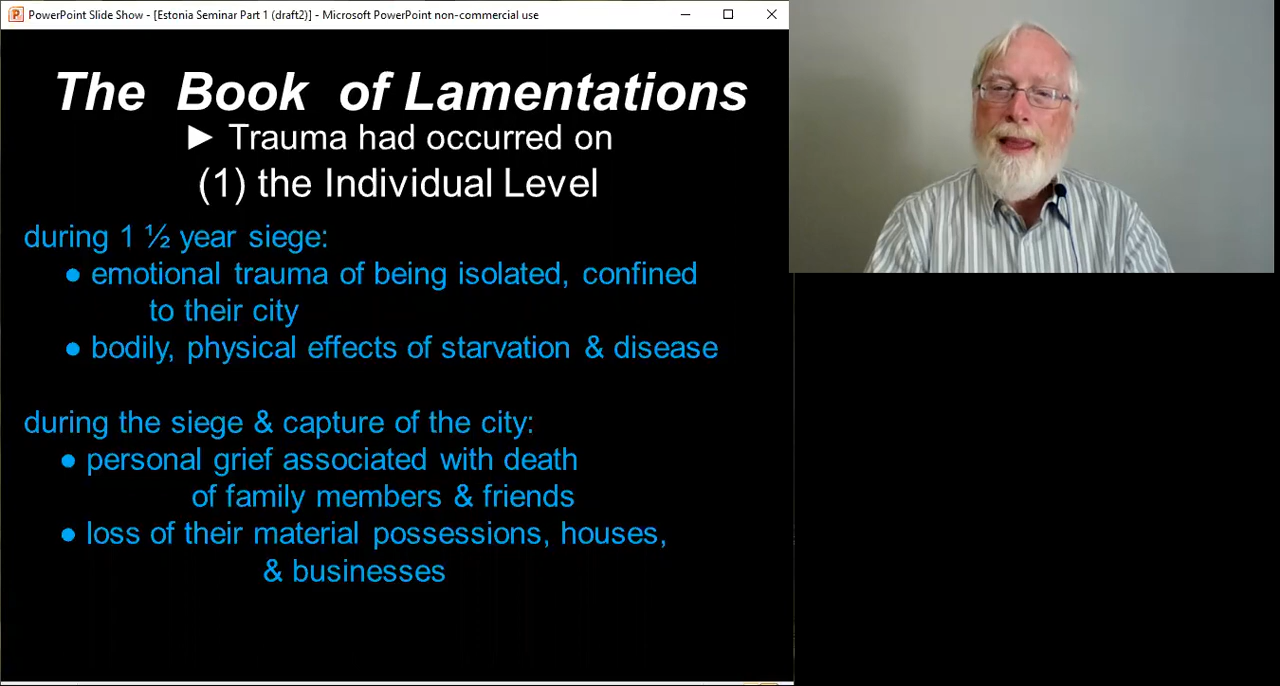 PowerPoint Slide Show - [Estonia Seminar Part 1 (draft2)] - Microsoft PowerPoint non-commercial use
The Book of Lamentations
► Trauma had occurred on
(1) the Individual Level
during 1 ½ year siege:
● emotional trauma of being isolated, confined
to their city
● bodily, physical effects of starvation & disease
during the siege & capture of the city:
● personal grief associated with death
of family members & friends
● loss of their material possessions, houses,
& businesses